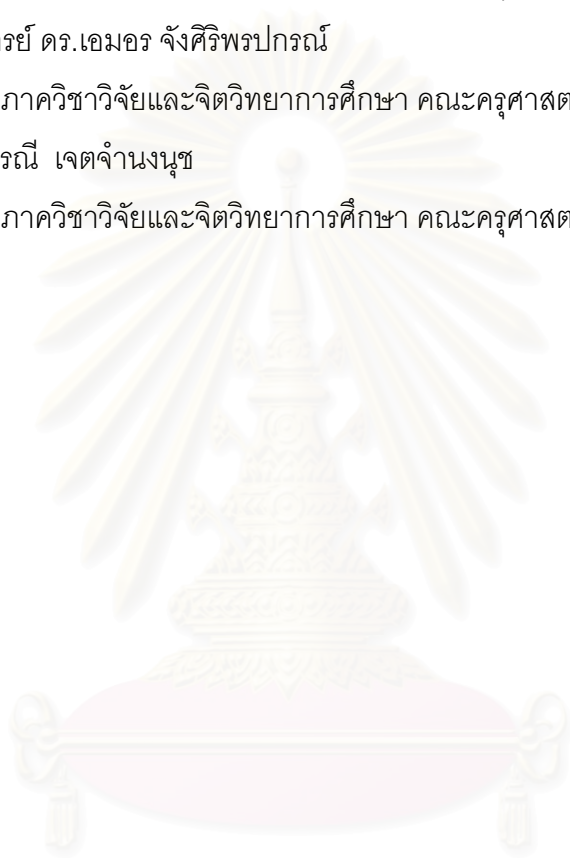 รย์ ดร.เอมอร จังศิริพรปกรณ์
ภาควิชาวิจัยและจิตวิทยาการศึกษา คณะครุศาสต
รณี เจตจำนงนุช
ภาควิชาวิจัยและจิตวิทยาการศึกษา คณะครุศาสต